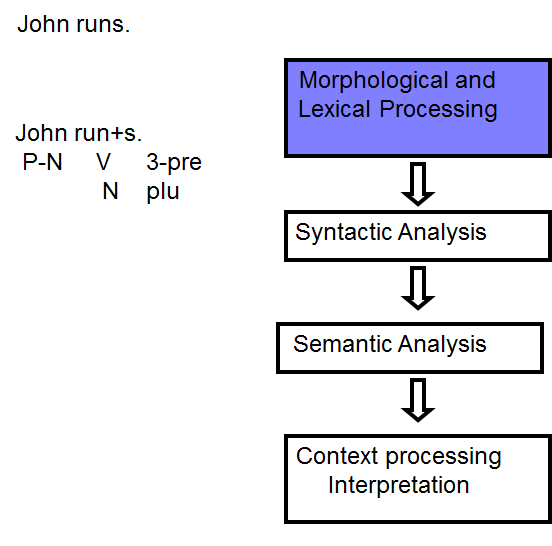 John runs.
Morphological and
Lexical Processing
John run+s.
P-N V 3-pre
N plu
Syntactic Analysis
Semantic Analysis
Context processing
Interpretation